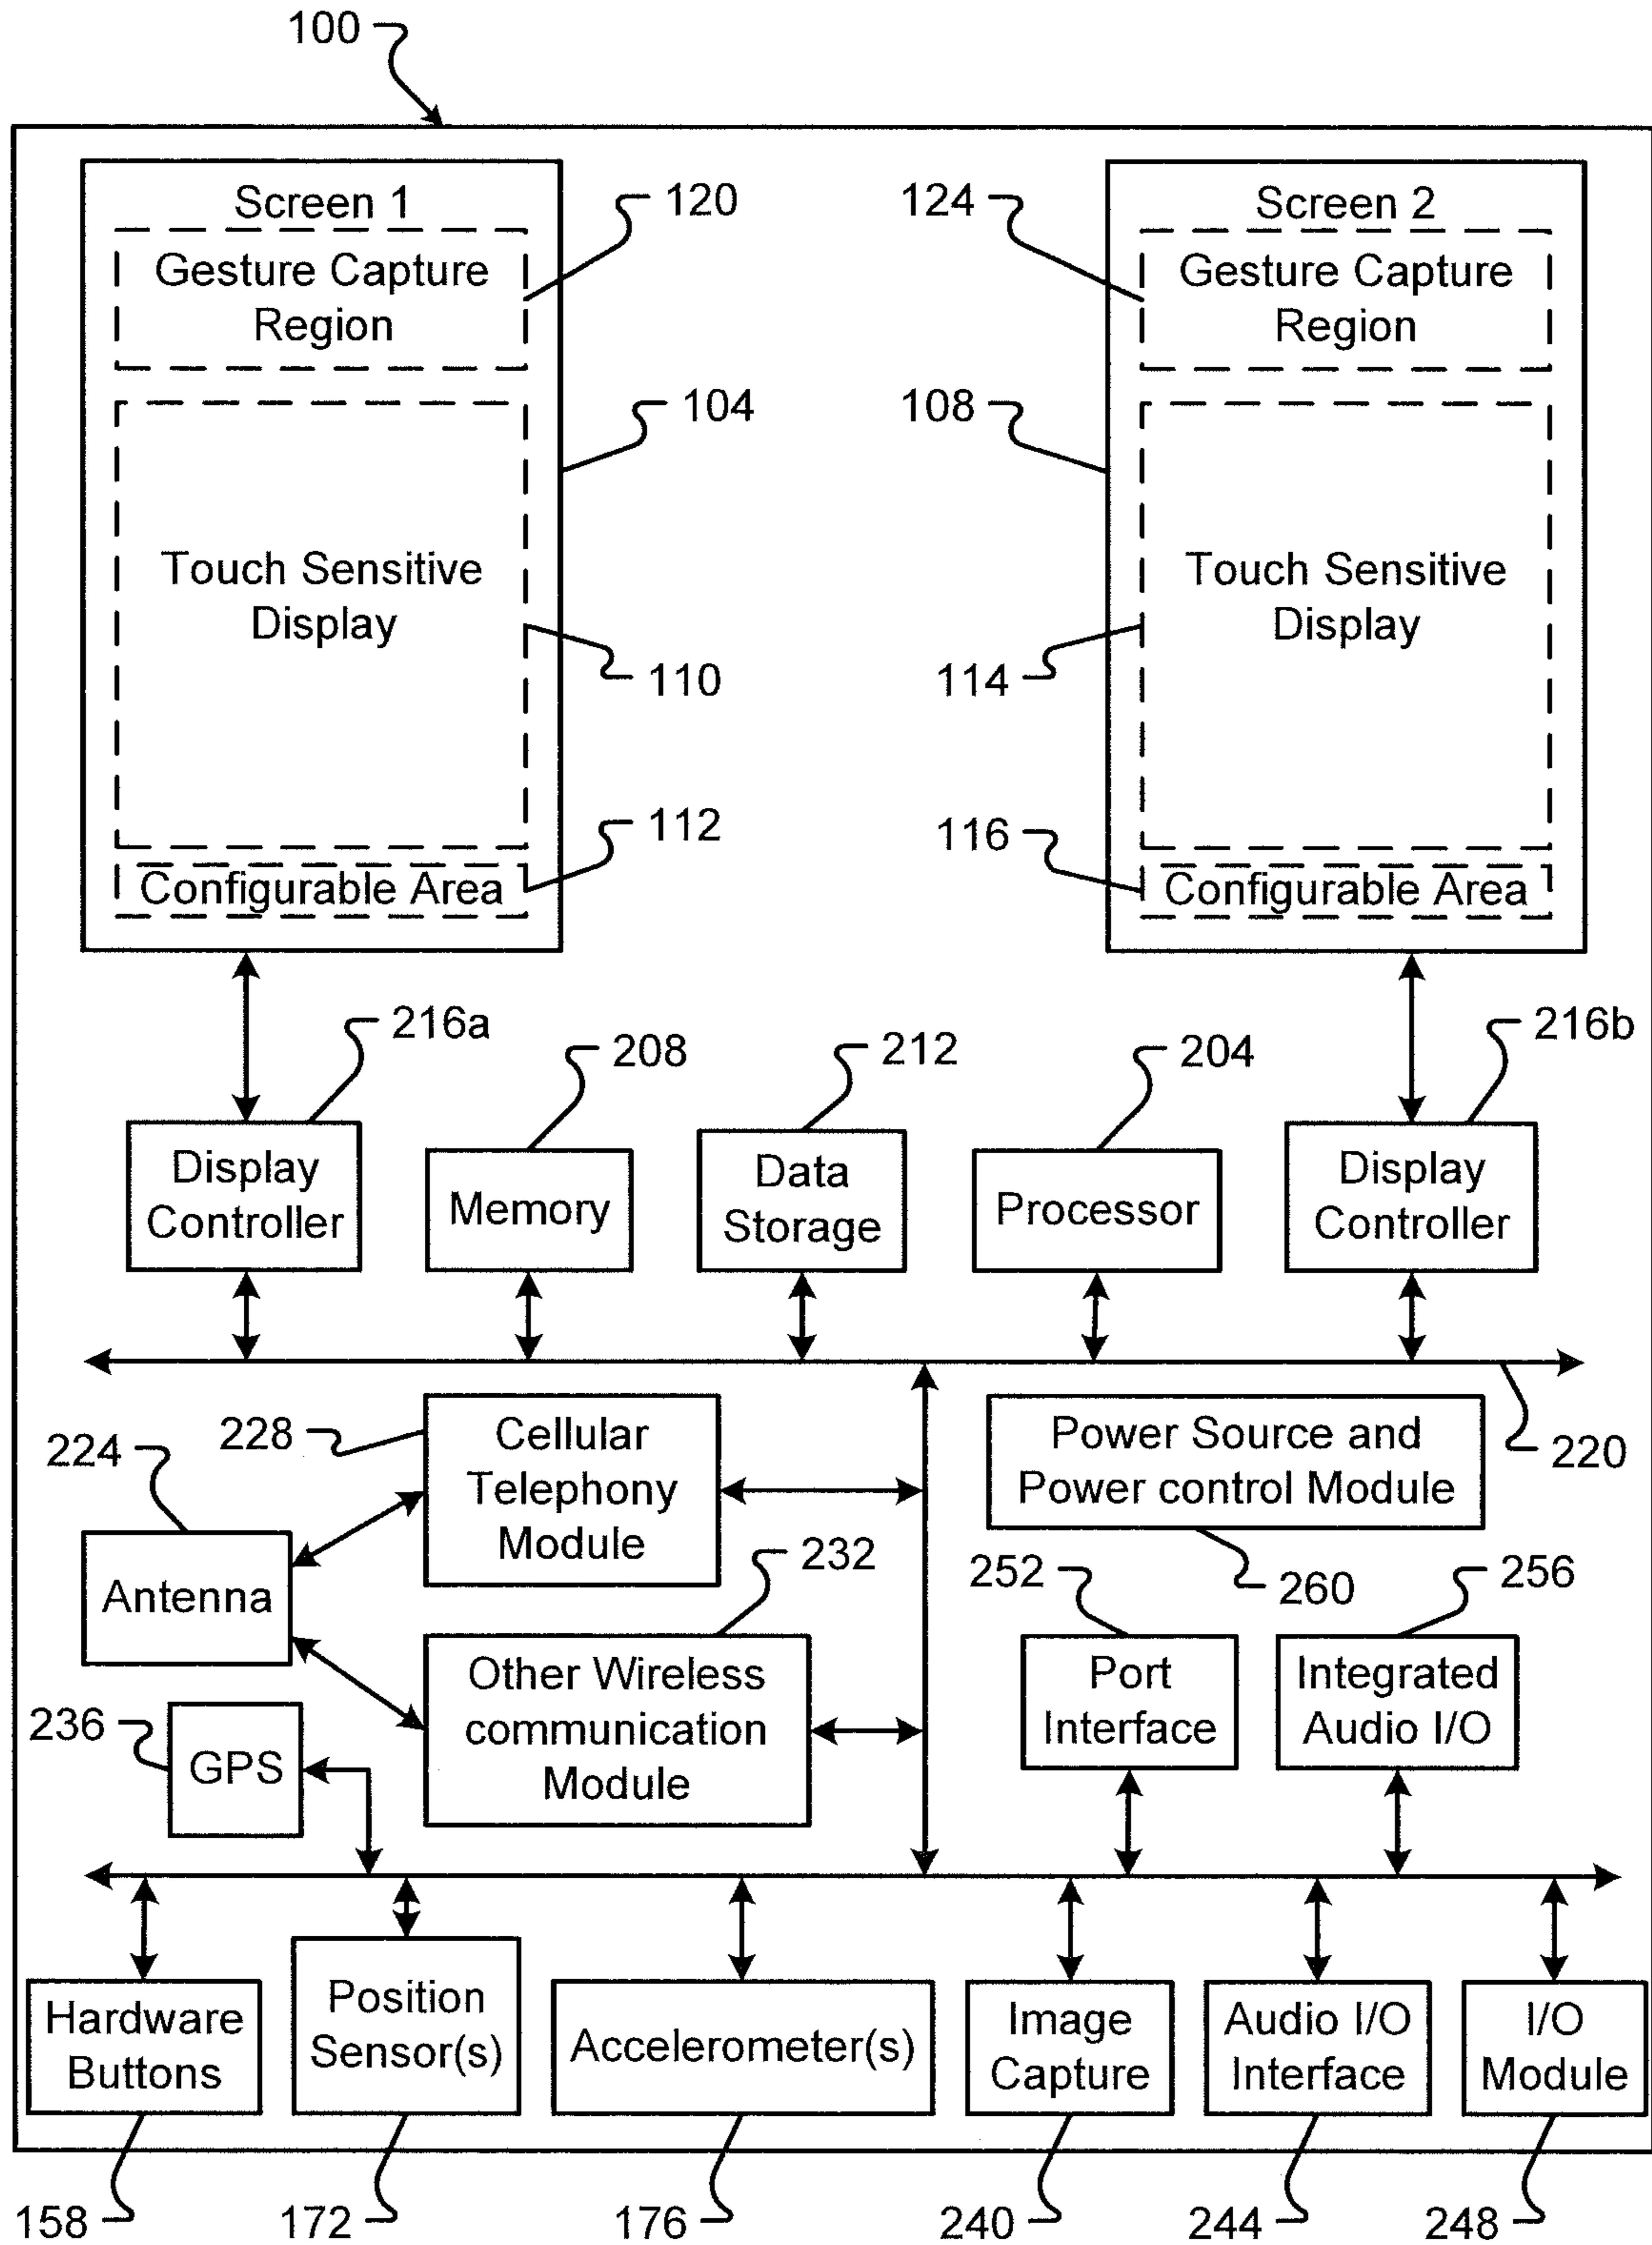 100
Screen 1
120
124
Screen 2
Gesture Capture
Region
Gesture Capture
Region
104
108
Touch Sensitive
Display
Touch Sensitive
Display
110
114
112
116
Configurable Area
Configurable Area
216a
208
212
204
216b
Display
Controller
Memory
Data
Storage
Processor
Display
Controller
228
Cellular
Telephony
Module
Power Source and
Power control Module
220
224
Antenna
232
252
260
256
Other Wireless
communication
Module
Port
Interface
Integrated
Audio I/O
236
GPS
Hardware
Buttons
Position
Sensor(s)
Accelerometer(s)
Image
Capture
Audio I/O
Interface
I/O
Module
158
172
176
240
244
248